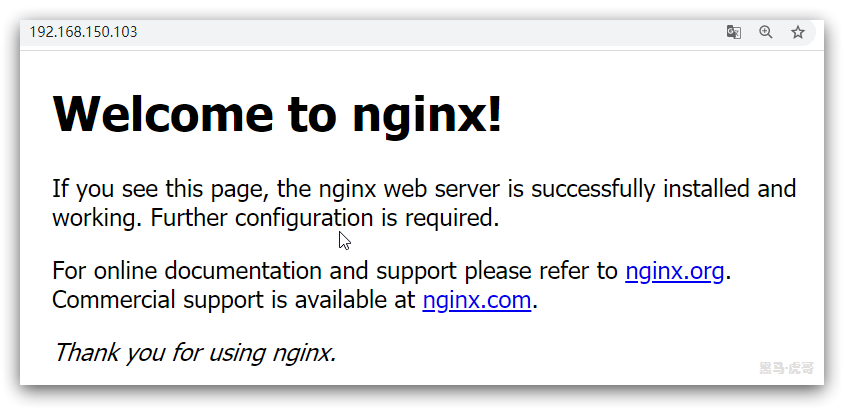 192.168.150.103
Welcome to nginx!
If you see this page, the nginx web server is successfully installed and
working. Further configuration is required.
For online documentation and support please refer to nginx.org.
Commercial support is available at nginx.com.
Thank you for using nginx.
黑马·虎哥